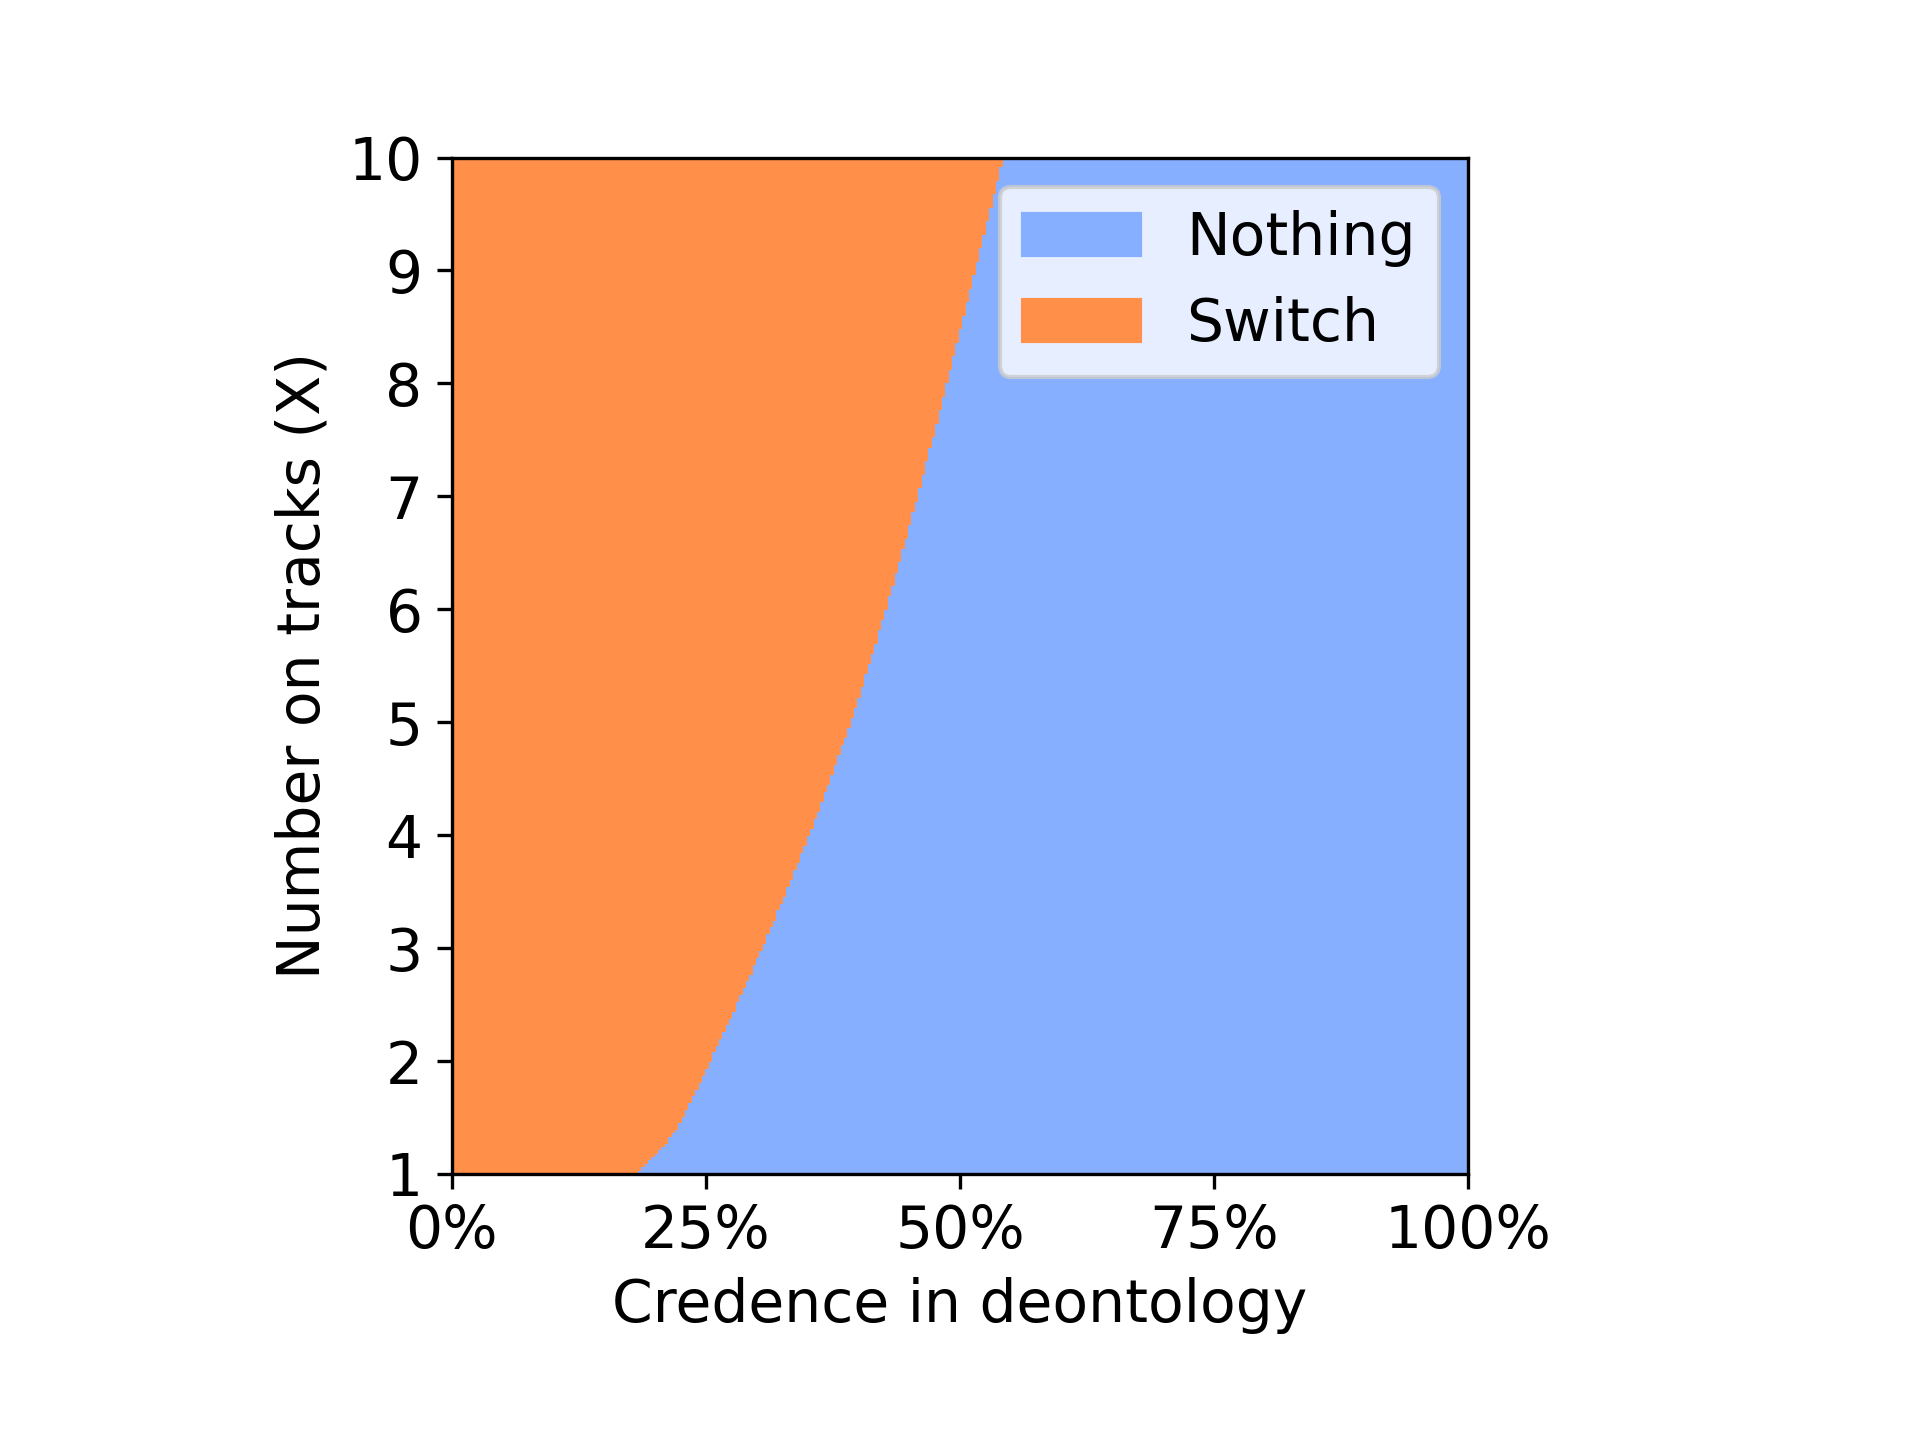 10
9
8
7
6
5
4
3
2
1
Number on tracks (X)
Nothing
Switch
0% 25% 50% 75% 100%
Credence in deontology